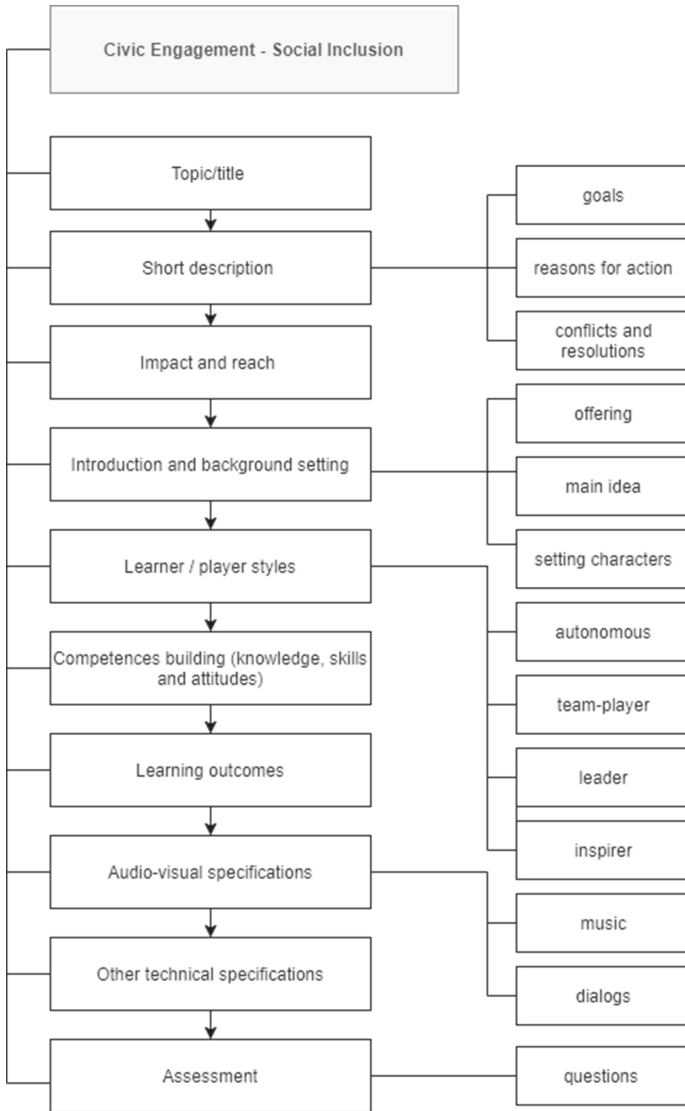 Civic Engagement - Social Inclusion
Topic/title
Short description
goals
reasons for action
conflicts and
resolutions
Impact and reach
Introduction and background setting
offering
main idea
setting characters
Learner / player styles
autonomous
team-player
leader
inspirer
Competences building (knowledge, skills
and attitudes)
Learning outcomes
Audio-visual specifications
music
dialogs
Other technical specifications
Assessment
questions